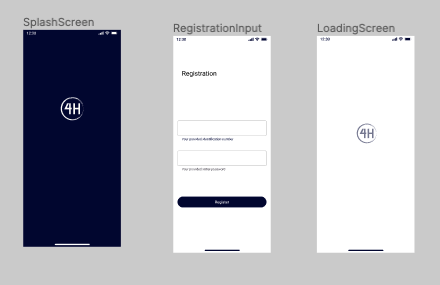 SplashScreen
12:30
4H
RegistrationInput
12:30
Registration
Your provided identification number
Your provided initial password
Register
LoadingScreen
12:30
4H